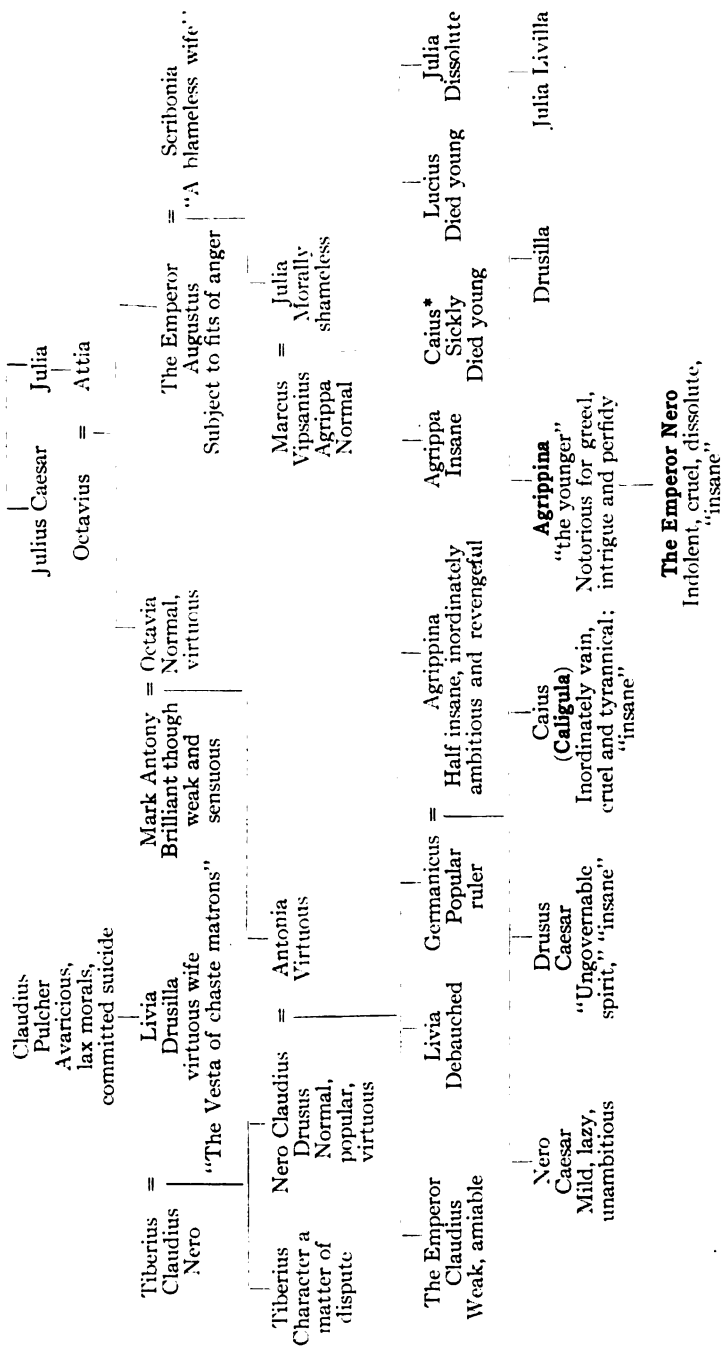 Julius Caesar
Julia
Claudius
Pulcher
Avaricious,
lax morals,
committed suicide
Octavius =
Attia
Tiberius =
Claudius
Nero
Livia
Drusilla
virtuous wife
"The Vesta of chaste matrons"
Mark Antony =
Brilliant though
weak and
sensuous
Octavia
Normal,
virtuous
The Emperor =
Augustus
Subject to fits of anger
Scribonia
"A blameless wife"
Tiberius
Character a
matter of
dispute
Nero Claudius =
Drusus
Normal,
popular,
virtuous
Antonia
Virtuous
Marcus =
Vipsanius
Agrippa
Normal
Julia
Morally
shameless
The Emperor
Claudius
Weak, amiable
Livia
Debauched
Germanicus =
Popular
ruler
Agrippina
Half insane, inordinately
ambitious and revengeful
Agrippa
Insane
Caius*
Sickly
Died young
Lucius
Died young
Julia
Dissolute
Nero
Caesar
Mild, lazy,
unambitious
Drusus
Caesar
"Ungovernable
spirit," "insane"
Caius
(Caligula)
Inordinately vain,
cruel and tyrannical;
"insane"
Agrippina
"the younger"
Notorious for greed,
intrigue and perfidy
Drusilla
Julia Livilla
The Emperor Nero
Indolent, cruel, dissolute,
"insane"